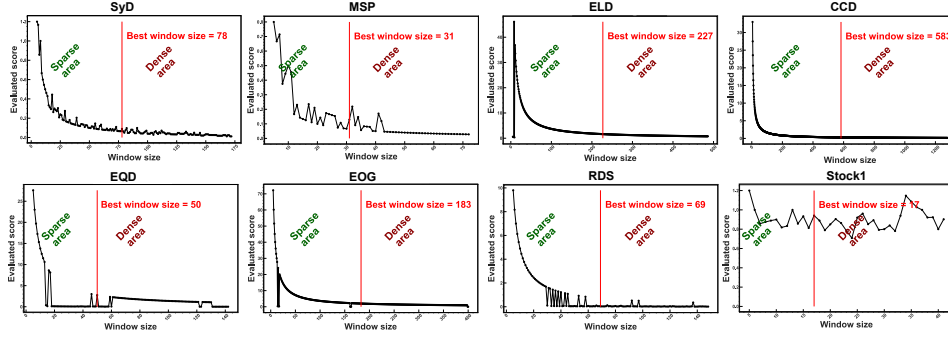 SyD
MSP
ELD
CCD
Best window size = 78
Best window size = 31
Best window size = 227
Best window size = 583
Sparse area
Dense area
Sparse area
Dense area
Sparse area
Dense area
Sparse area
Dense area
Evaluated score
Evaluated score
Evaluated score
Evaluated score
Window size
Window size
Window size
Window size
EQD
EOG
RDS
Stock1
Best window size = 50
Best window size = 183
Best window size = 69
Best window size = 17
Sparse area
Dense area
Sparse area
Dense area
Sparse area
Dense area
Sparse area
Dense area
Evaluated score
Evaluated score
Evaluated score
Evaluated score
Window size
Window size
Window size
Window size